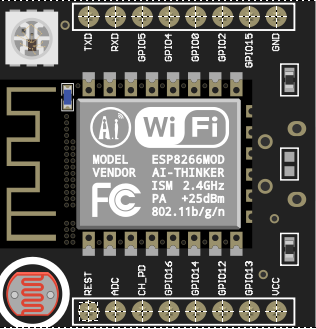 TXD
RXD
GPIO5
GPIO4
GPIO0
GPIO2
GPIO15
GND
Ai
Wi Fi
MODEL ESP8266MOD
VENDOR AI-THINKER
ISM 2.4GHz
PA +25dBm
802.11b/g/n
FC
REST
ADC
CH_PD
GPIO16
GPIO14
GPIO12
GPIO13
VCC